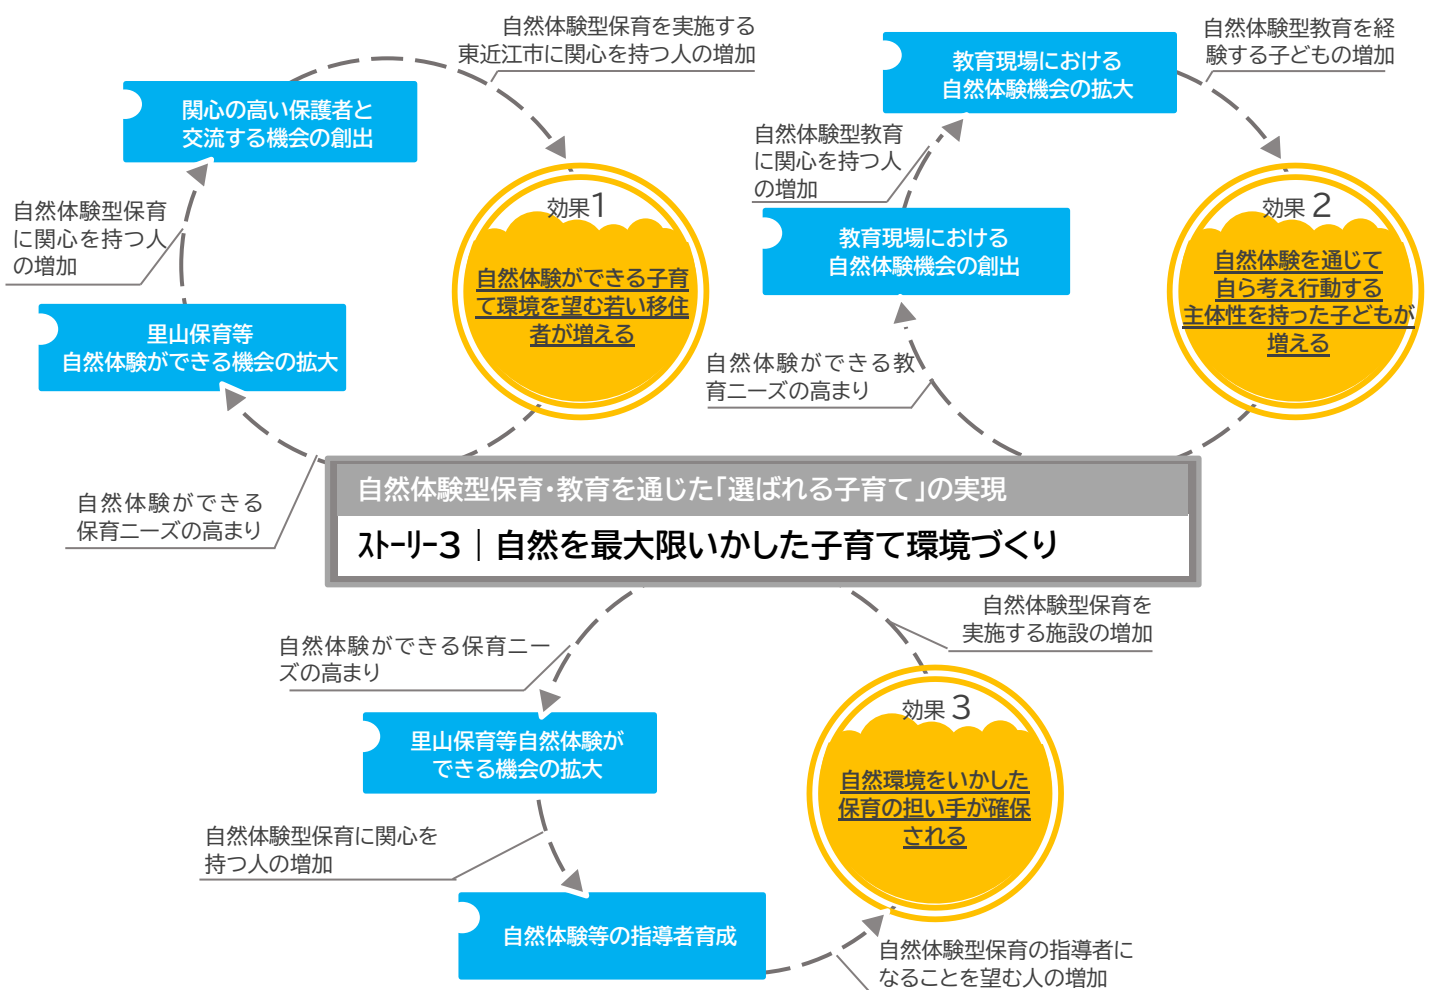 自然体験型保育を実施する
東近江市に関心を持つ人の増加
関心の高い保護者と
交流する機会の創出
自然体験型保育
に関心を持つ人
の増加
里山保育等
自然体験ができる機会の拡大
自然体験ができる
保育ニーズの高まり
効果1
自然体験ができる子育
て環境を望む若い移住
者が増える
自然体験型教育を経
験する子どもの増加
教育現場における
自然体験機会の拡大
自然体験型教育
に関心を持つ人
の増加
教育現場における
自然体験機会の創出
自然体験ができる教
育ニーズの高まり
効果 2
自然体験を通じて
自ら考え行動する
主体性を持った子どもが
増える
自然体験型保育・教育を通じた「選ばれる子育て」の実現
ｽﾄｰﾘｰ3｜自然を最大限いかした子育て環境づくり
自然体験ができる保育ニー
ズの高まり
里山保育等自然体験が
できる機会の拡大
自然体験型保育に関心を
持つ人の増加
自然体験等の指導者育成
自然体験型保育を
実施する施設の増加
効果 3
自然環境をいかした
保育の担い手が確保
される
自然体験型保育の指導者に
なることを望む人の増加